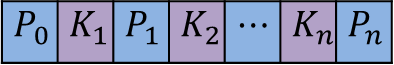 P₀ K₁ P₁ K₂ ⋯ Kₙ Pₙ